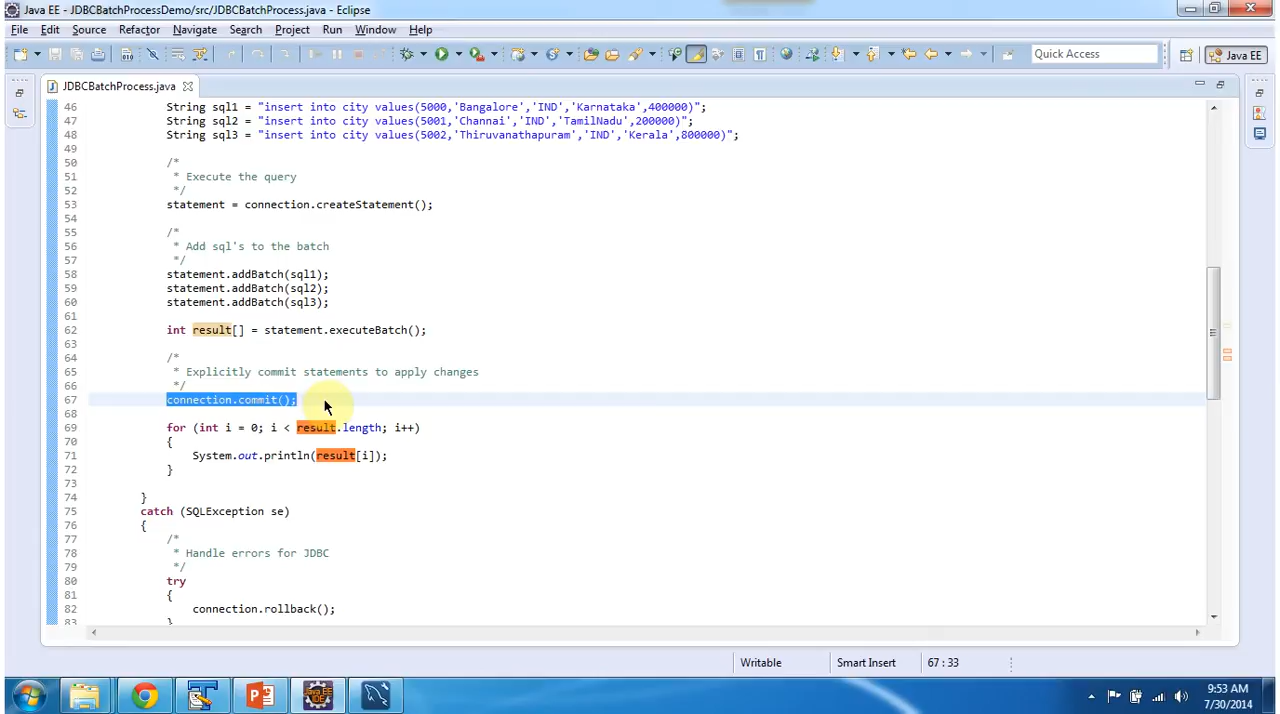 Java EE - JDBCBatchProcessDemo/src/JDBCBatchProcess.java - Eclipse
File Edit Source Refactor Navigate Search Project Run Window Help
Quick Access Java EE
JDBCBatchProcess.java
46 String sql1 = "insert into city values(5000,'Bangalore','IND','Karnataka',400000)";
47 String sql2 = "insert into city values(5001,'Channai','IND','TamilNadu',200000)";
48 String sql3 = "insert into city values(5002,'Thiruvanathapuram','IND','Kerala',800000)";
49
50 /*
51 * Execute the query
52 */
53 statement = connection.createStatement();
54
55 /*
56 * Add sql's to the batch
57 */
58 statement.addBatch(sql1);
59 statement.addBatch(sql2);
60 statement.addBatch(sql3);
61
62 int result[] = statement.executeBatch();
63
64 /*
65 * Explicitly commit statements to apply changes
66 */
67 connection.commit();
68
69 for (int i = 0; i < result.length; i++)
70 {
71 System.out.println(result[i]);
72 }
73
74 }
75 catch (SQLException se)
76 {
77 /*
78 * Handle errors for JDBC
79 */
80 try
81 {
82 connection.rollback();
83 }
Writable Smart Insert 67 : 33
9:53 AM
7/30/2014